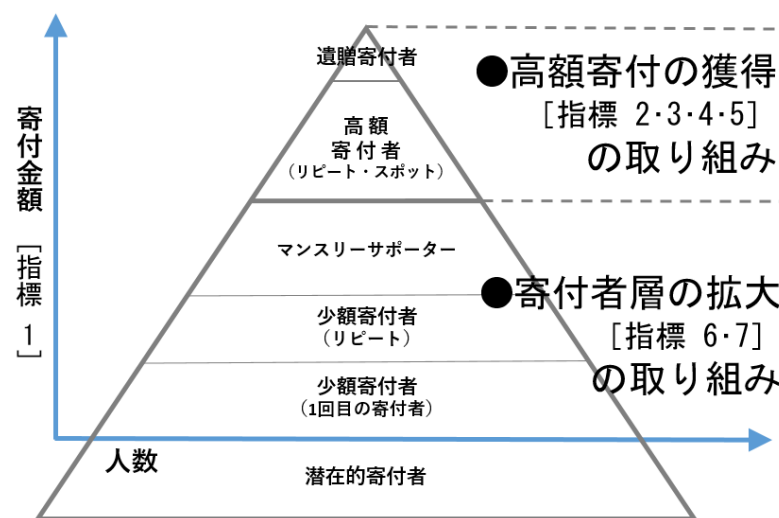 遺贈寄付者
高額
寄付者
（リピート・スポット）
マンスリーサポーター
少額寄付者
（リピート）
少額寄付者
（1回目の寄付者）
潜在的寄付者
寄付金額 ［指標 1］
人数
●高額寄付の獲得
［指標 2･3･4･5］
の取り組み
●寄付者層の拡大
［指標 6･7］
の取り組み